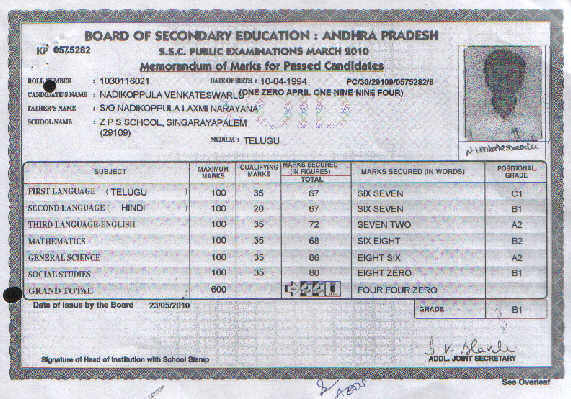 BOARD OF SECONDARY EDUCATION : ANDHRA PRADESH
KP 0575282
S.S.C. PUBLIC EXAMINATIONS MARCH 2010
Memorandum of Marks for Passed Candidates
ROLL NUMBER : 1030116021 DATE OF BIRTH : 10-04-1994 PC/30/29109/0575282/8
CANDIDATE'S NAME : NADIKOPPULA VENKATESWARLU (ONE ZERO APRIL ONE NINE NINE FOUR)
FATHER'S NAME : S/O NADIKOPPULA LAXMI NARAYANA
SCHOOL NAME : Z P S SCHOOL, SINGARAYAPALEM
(29109) MEDIUM : TELUGU
SUBJECT MAXIMUM MARKS QUALIFYING MARKS MARKS SECURED (IN FIGURES) TOTAL MARKS SECURED (IN WORDS) POSITIONAL GRADE
FIRST LANGUAGE ( TELUGU ) 100 35 67 SIX SEVEN C1
SECOND LANGUAGE ( HINDI ) 100 20 67 SIX SEVEN B1
THIRD LANGUAGE-ENGLISH 100 35 72 SEVEN TWO A2
MATHEMATICS 100 35 68 SIX EIGHT B2
GENERAL SCIENCE 100 35 86 EIGHT SIX A2
SOCIAL STUDIES 100 35 80 EIGHT ZERO B1
GRAND TOTAL 600 FOUR FOUR ZERO
Date of Issue by the Board 23/05/2010 GRADE B1
Signature of Head of Institution with School Stamp ADDL. JOINT SECRETARY
See Overleaf